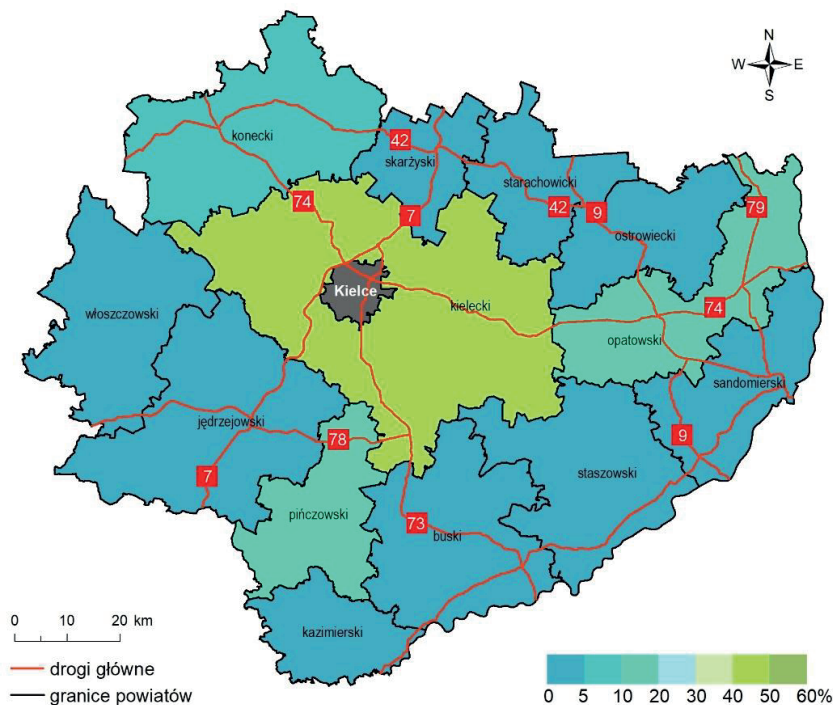 N
W E
S
konecki
42
skarżyski
starachowicki
74
7
42
9
79
ostrowiecki
Kielce
kielecki
74
włoszczowski
opatowski
sandomierski
jędrzejowski
78
9
7
staszowski
pińczowski
73
buski
0 10 20 km
kazimierski
drogi główne
granice powiatów
0 5 10 20 30 40 50 60%